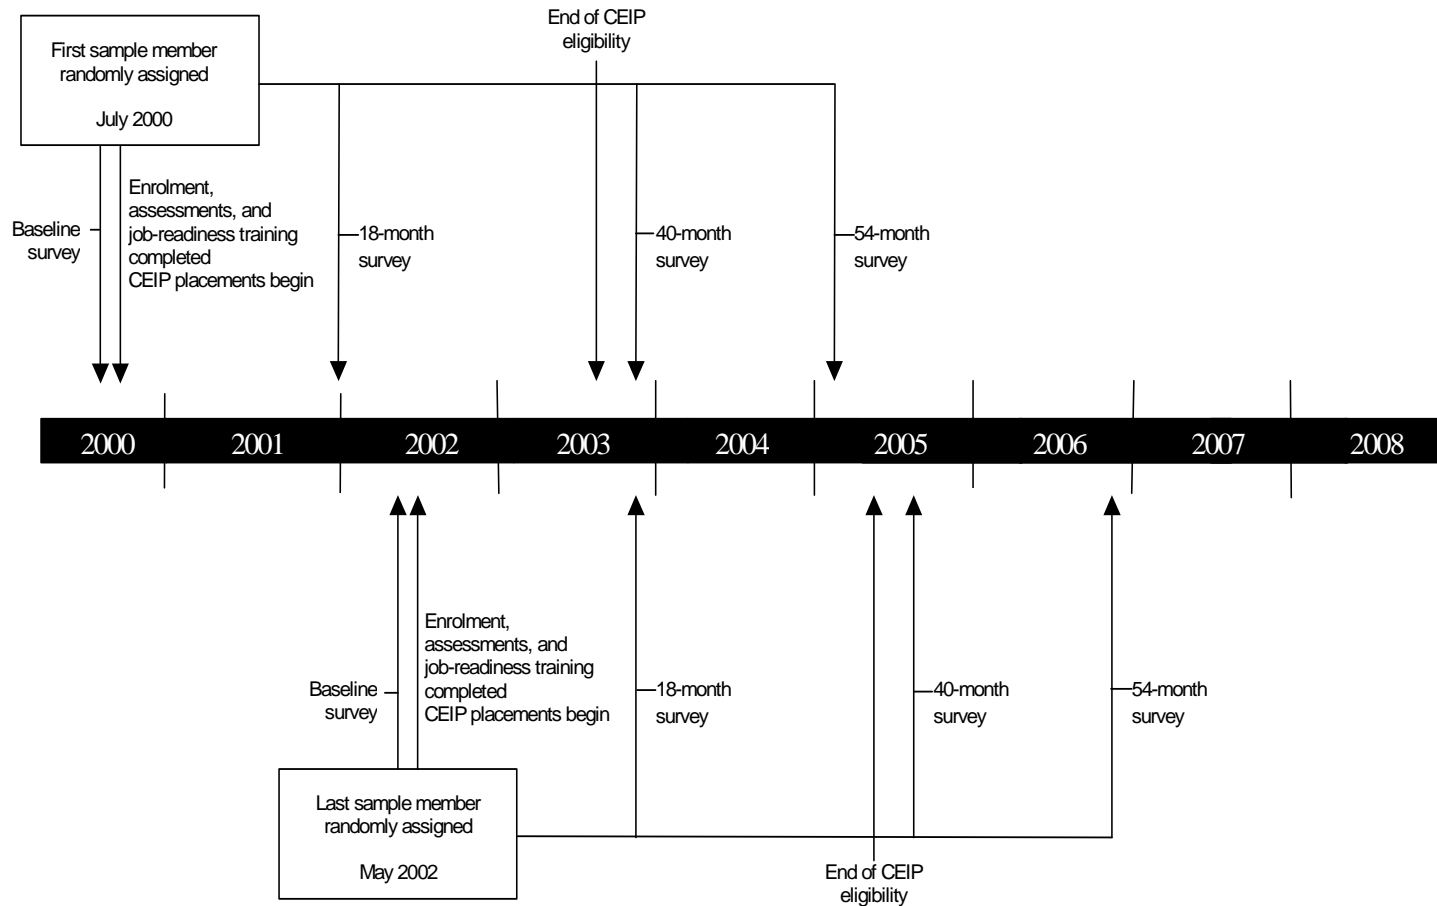 End of CEIP
eligibility
First sample member
randomly assigned
July 2000
Baseline
survey
Enrolment,
assessments, and
job-readiness training
completed
CEIP placements begin
18-month
survey
40-month
survey
54-month
survey
2000 2001 2002 2003 2004 2005 2006 2007 2008
Baseline
survey
Enrolment,
assessments, and
job-readiness training
completed
CEIP placements begin
18-month
survey
40-month
survey
54-month
survey
Last sample member
randomly assigned
May 2002
End of CEIP
eligibility